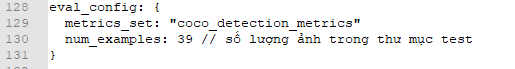 128 eval_config: {
129 metrics_set: "coco_detection_metrics"
130 num_examples: 39 // số lượng ảnh trong thư mục test
131 }